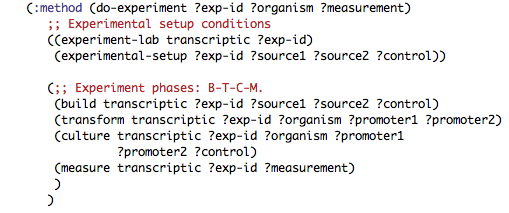 (:method (do-experiment ?exp-id ?organism ?measurement)
;; Experimental setup conditions
((experiment-lab transcriptic ?exp-id)
(experimental-setup ?exp-id ?source1 ?source2 ?control))
(;; Experiment phases: B-T-C-M.
(build transcriptic ?exp-id ?source1 ?source2 ?control)
(transform transcriptic ?exp-id ?organism ?promoter1 ?promoter2)
(culture transcriptic ?exp-id ?organism ?promoter1
?promoter2 ?control)
(measure transcriptic ?exp-id ?measurement)
)
)